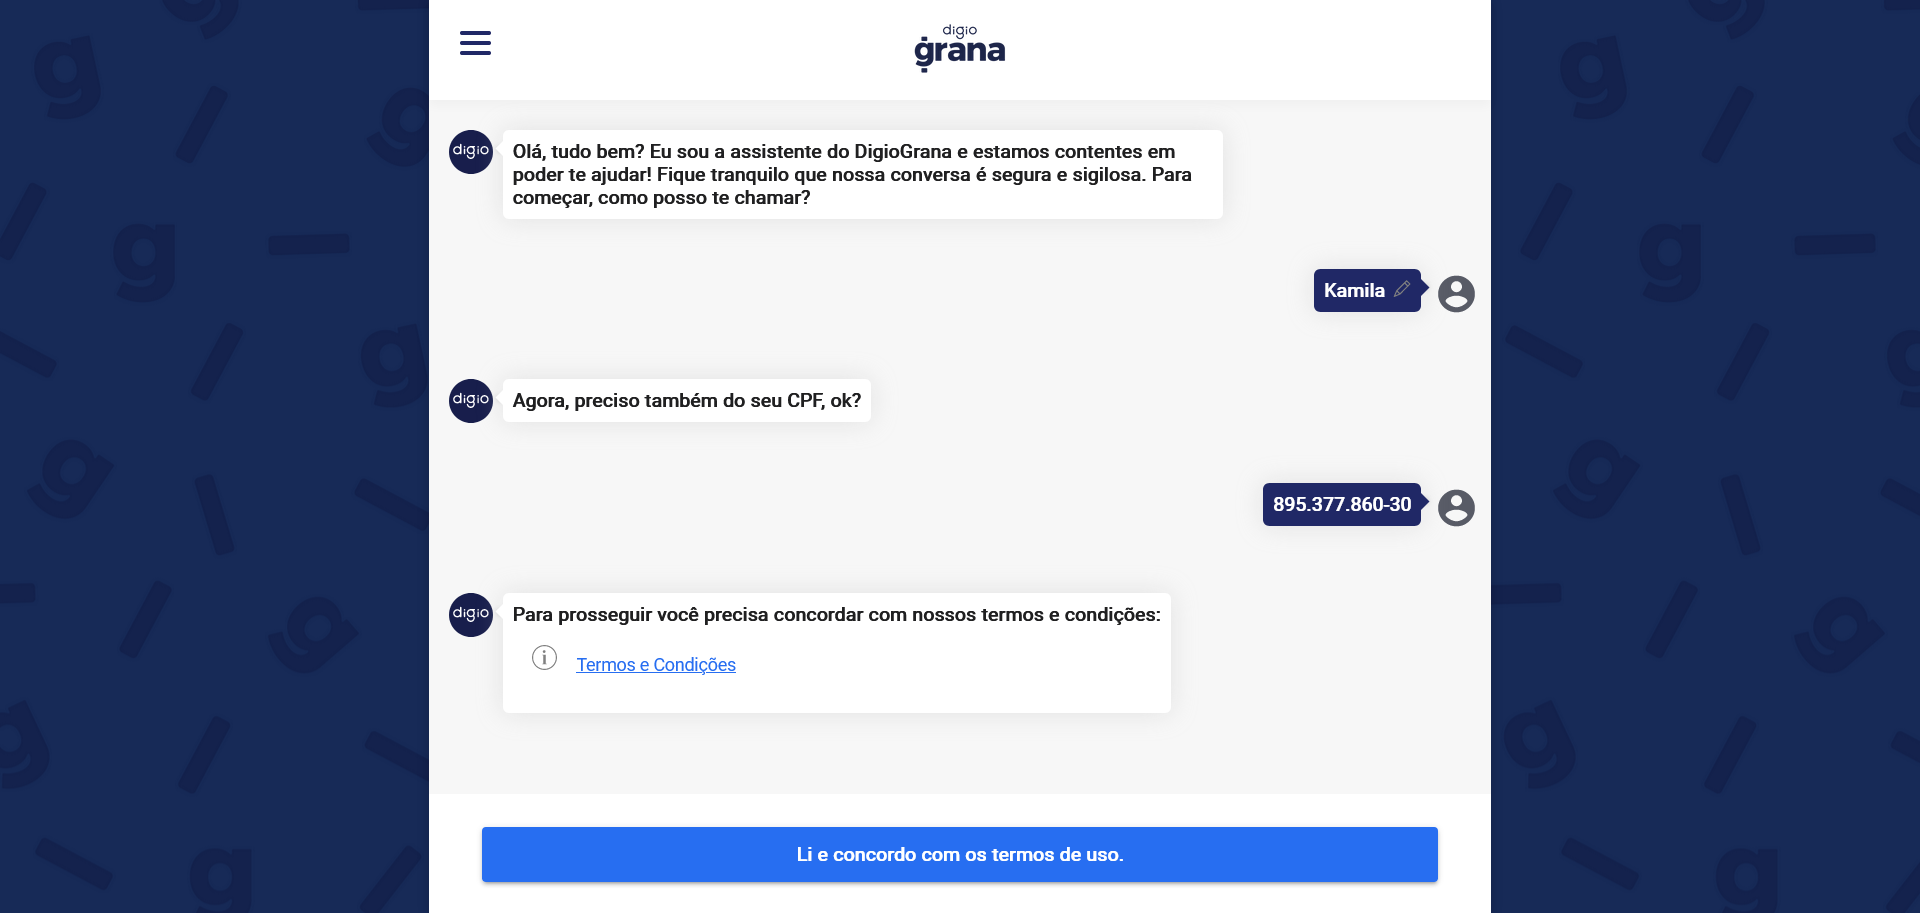 digio
grana
digio
Olá, tudo bem? Eu sou a assistente do DigioGrana e estamos contentes em
poder te ajudar! Fique tranquilo que nossa conversa é segura e sigilosa. Para
começar, como posso te chamar?
Kamila
digio
Agora, preciso também do seu CPF, ok?
895.377.860-30
digio
Para prosseguir você precisa concordar com nossos termos e condições:
Termos e Condições
Li e concordo com os termos de uso.